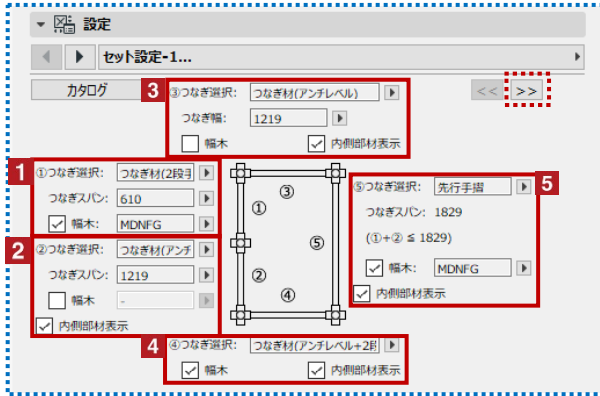 設定
セット設定-1...
カタログ
3 ③つなぎ選択: つなぎ材(アンチレベル)
<< >>
つなぎ幅: 1219
幅木 内側部材表示
1 ①つなぎ選択: つなぎ材(2段手
つなぎスパン: 610
幅木: MDNFG
2 ②つなぎ選択: つなぎ材(アンチ
つなぎスパン: 1219
幅木 -
内側部材表示
③
①
⑤
②
④
⑤つなぎ選択: 先行手摺 5
つなぎスパン: 1829
(①+② ≤ 1829)
幅木: MDNFG
内側部材表示
4 ④つなぎ選択: つなぎ材(アンチレベル+2段
幅木 内側部材表示